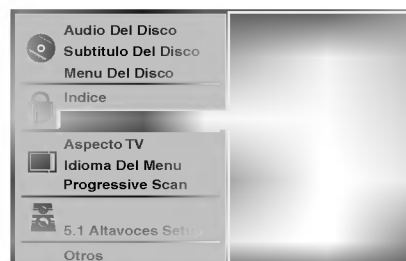 Audio Del Disco
Subtitulo Del Disco
Menu Del Disco
Indice
Aspecto TV
Idioma Del Menu
Progressive Scan
5.1 Altavoces Setup
Otros